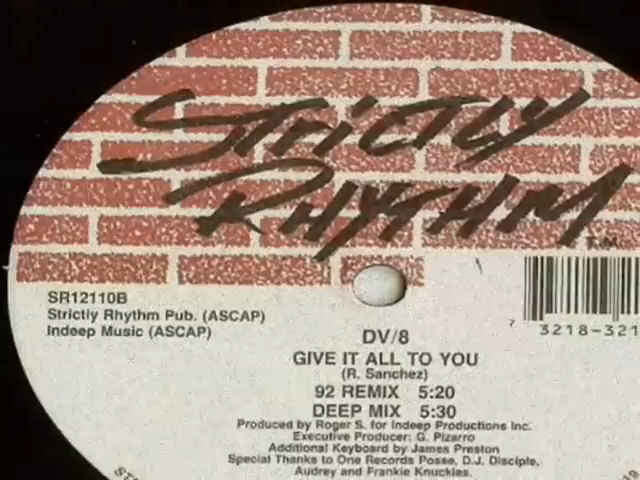 STRICTLY
RHYTHM
T.M
SR12110B
Strictly Rhythm Pub. (ASCAP)
Indeep Music (ASCAP)
7 3218-321
DV/8
GIVE IT ALL TO YOU
(R. Sanchez)
92 REMIX 5:20
DEEP MIX 5:30
Produced by Roger S. for Indeep Productions Inc.
Executive Producer: G. Pizarro
Additional Keyboard by James Preston
Special Thanks to One Records Posse, D.J. Disciple,
Audrey and Frankie Knuckles.